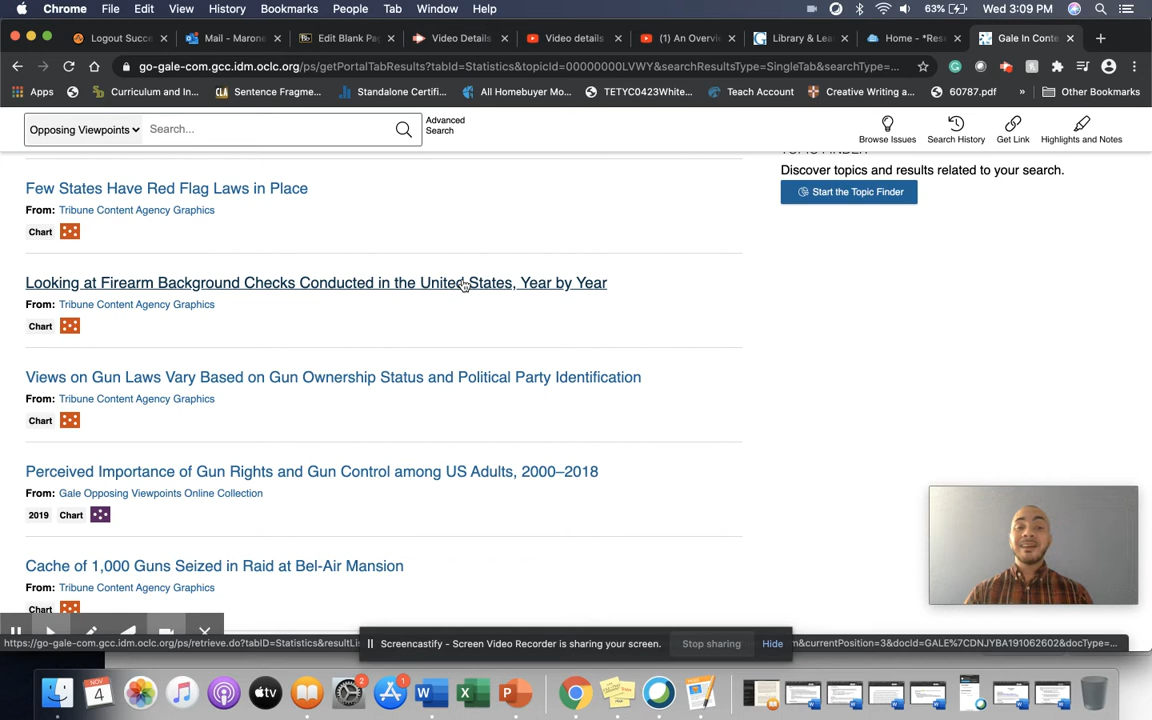 Chrome File Edit View History Bookmarks People Tab Window Help 63% Wed 3:09 PM
Logout Succe Mail - Marone Edit Blank Pa Video Details Video details (1) An Overvi Library & Lea Home - *Res Gale In Conte
go-gale-com.gcc.idm.oclc.org/ps/getPortalTabResults?tabId=Statistics&topicId=00000000LVWY&searchResultsType=SingleTab&searchType=...
Apps Curriculum and In... Sentence Fragme... Standalone Certifi... All Homebuyer Mo... TETYC0423White... Teach Account Creative Writing a... 60787.pdf » Other Bookmarks
Opposing Viewpoints Search... Advanced
Search
Browse Issues Search History Get Link Highlights and Notes
Discover topics and results related to your search.
Start the Topic Finder
Few States Have Red Flag Laws in Place
From: Tribune Content Agency Graphics
Chart
Looking at Firearm Background Checks Conducted in the United States, Year by Year
From: Tribune Content Agency Graphics
Chart
Views on Gun Laws Vary Based on Gun Ownership Status and Political Party Identification
From: Tribune Content Agency Graphics
Chart
Perceived Importance of Gun Rights and Gun Control among US Adults, 2000–2018
From: Gale Opposing Viewpoints Online Collection
2019 Chart
Cache of 1,000 Guns Seized in Raid at Bel-Air Mansion
From: Tribune Content Agency Graphics
Chart
https://go-gale-com.gcc.idm.oclc.org/ps/retrieve.do?tabID=Statistics&resultLis
Screencastify - Screen Video Recorder is sharing your screen. Stop sharing Hide
m&currentPosition=3&docId=GALE%7CDNJYBA191062602&docType=...
NOV
4
tv
2
1